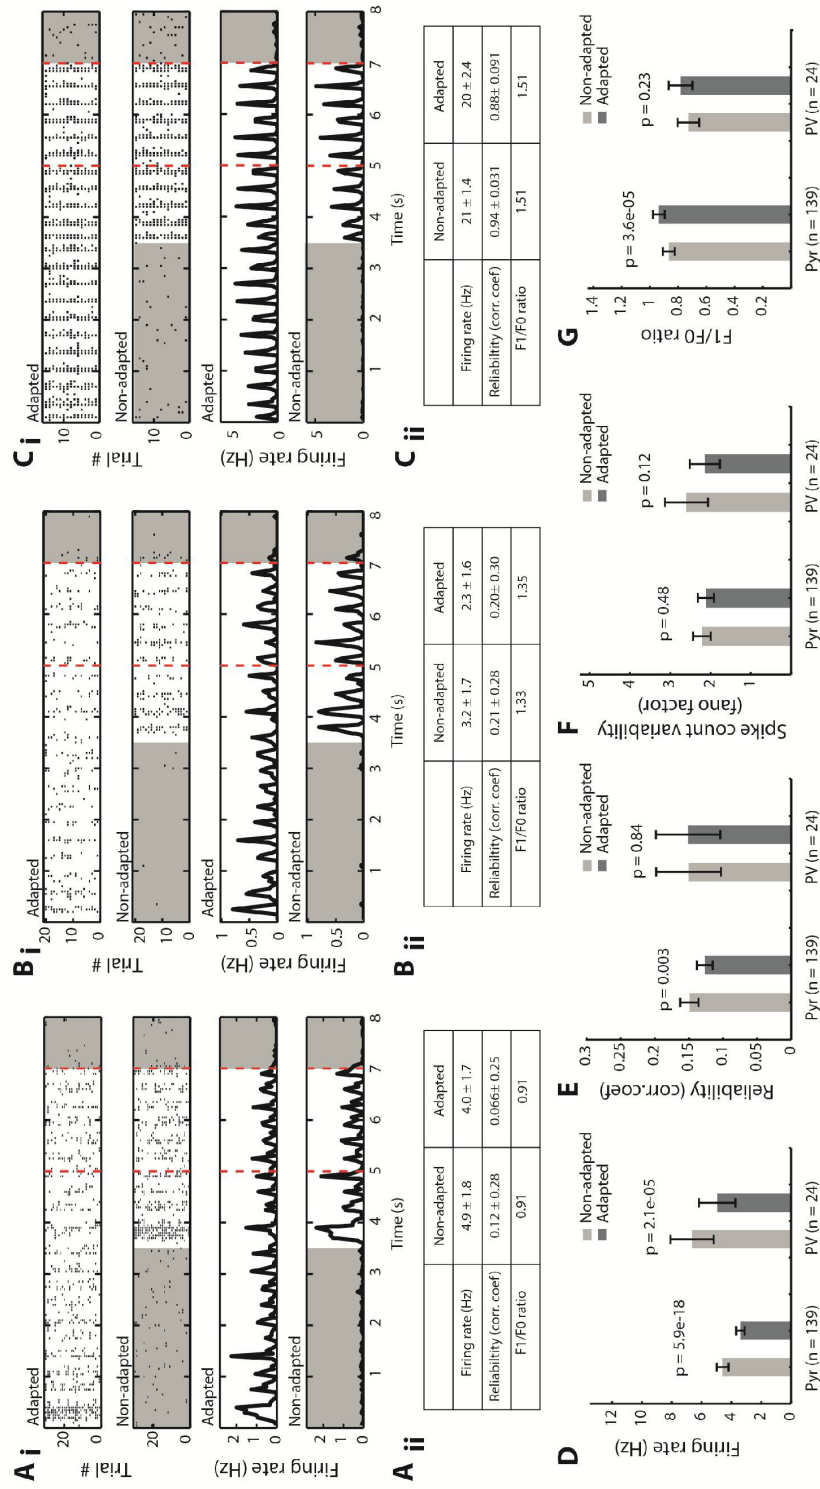 A
i
Adapted
Trial #
20
0
Non-adapted
20
0
Adapted
Firing rate (Hz)
2
1
0
Non-adapted
2
1
0
1 2 3 4 5 6 7 8
Time (s)
A
ii
Non-adapted Adapted
Firing rate (Hz) 4.9 ± 1.8 4.0 ± 1.7
Reliabiltity (corr. coef) 0.12 ± 0.28 0.066± 0.25
F1/F0 ratio 0.91 0.91
B
i
Adapted
Trial #
20
10
0
Non-adapted
20
10
0
Adapted
Firing rate (Hz)
1
0.5
0
Non-adapted
1
0.5
0
1 2 3 4 5 6 7 8
Time (s)
B
ii
Non-adapted Adapted
Firing rate (Hz) 3.2 ± 1.7 2.3 ± 1.6
Reliabiltity (corr. coef) 0.21 ± 0.28 0.20± 0.30
F1/F0 ratio 1.33 1.35
C
i
Adapted
Trial #
10
0
Non-adapted
10
0
Adapted
Firing rate (Hz)
5
0
Non-adapted
5
0
1 2 3 4 5 6 7 8
Time (s)
C
ii
Non-adapted Adapted
Firing rate (Hz) 21 ± 1.4 20 ± 2.4
Reliabiltity (corr. coef) 0.94 ± 0.031 0.88± 0.091
F1/F0 ratio 1.51 1.51
D
Firing rate (Hz)
12
10
8
6
4
2
0
Non-adapted
Adapted
p = 5.9e-18
p = 2.1e-05
Pyr (n = 139)
PV (n = 24)
E
Reliability (corr.coef)
0.3
0.25
0.2
0.15
0.1
0.05
0
Non-adapted
Adapted
p = 0.003
p = 0.84
Pyr (n = 139)
PV (n = 24)
F
Spike count variability
(fano factor)
5
4
3
2
1
Non-adapted
Adapted
p = 0.48
p = 0.12
Pyr (n = 139)
PV (n = 24)
G
F1/F0 ratio
1.4
1.2
1
0.8
0.6
0.4
0.2
Non-adapted
Adapted
p = 3.6e-05
p = 0.23
Pyr (n = 139)
PV (n = 24)